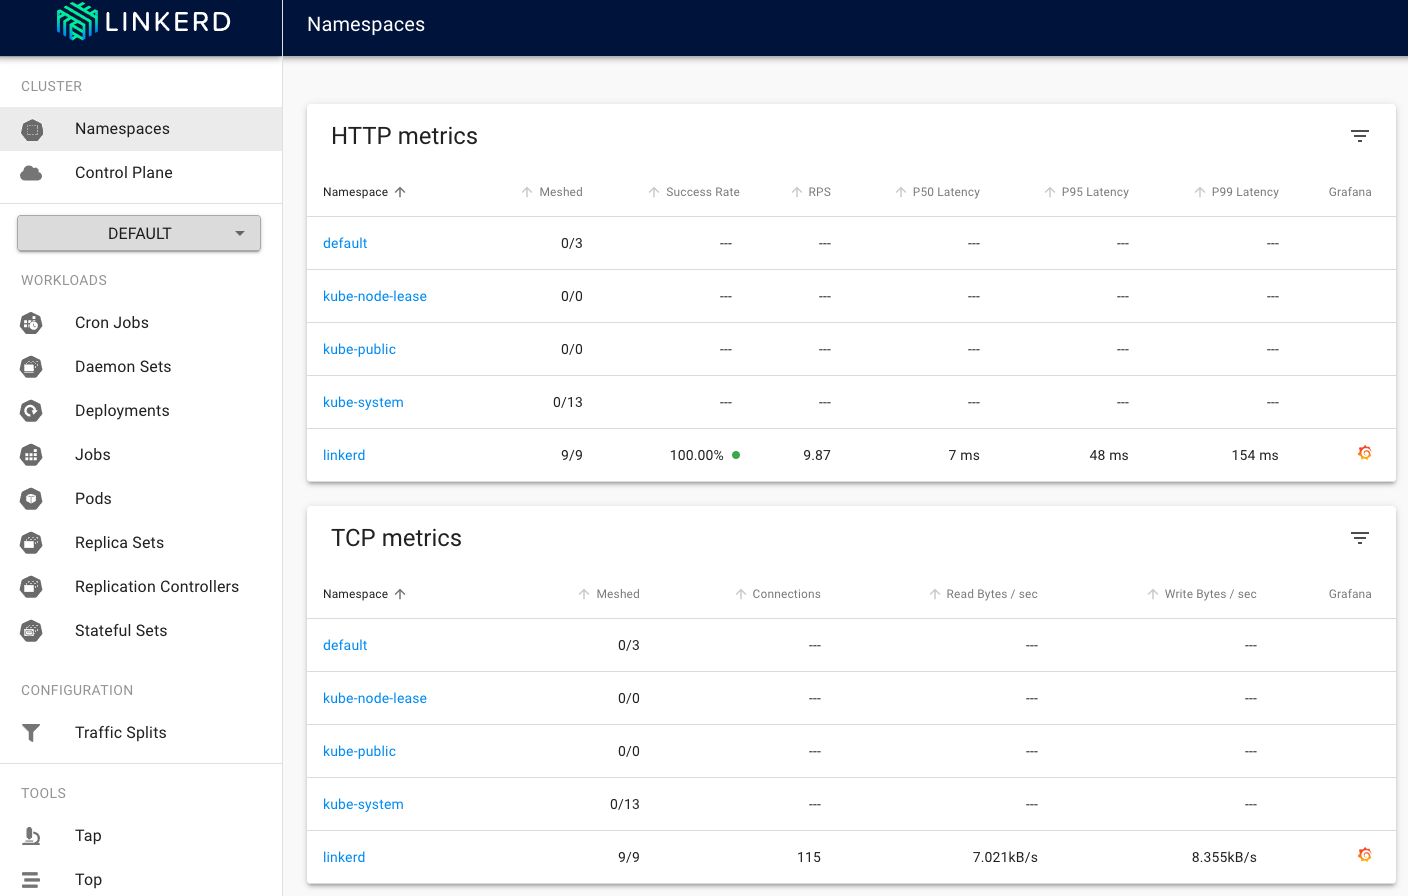 LINKERD
Namespaces
CLUSTER
Namespaces
Control Plane
DEFAULT
WORKLOADS
Cron Jobs
Daemon Sets
Deployments
Jobs
Pods
Replica Sets
Replication Controllers
Stateful Sets
CONFIGURATION
Traffic Splits
TOOLS
Tap
Top
HTTP metrics
Namespace Meshed Success Rate RPS P50 Latency P95 Latency P99 Latency Grafana
default 0/3 --- --- --- --- ---
kube-node-lease 0/0 --- --- --- --- ---
kube-public 0/0 --- --- --- --- ---
kube-system 0/13 --- --- --- --- ---
linkerd 9/9 100.00% 9.87 7 ms 48 ms 154 ms
TCP metrics
Namespace Meshed Connections Read Bytes / sec Write Bytes / sec Grafana
default 0/3 --- --- ---
kube-node-lease 0/0 --- --- ---
kube-public 0/0 --- --- ---
kube-system 0/13 --- --- ---
linkerd 9/9 115 7.021kB/s 8.355kB/s